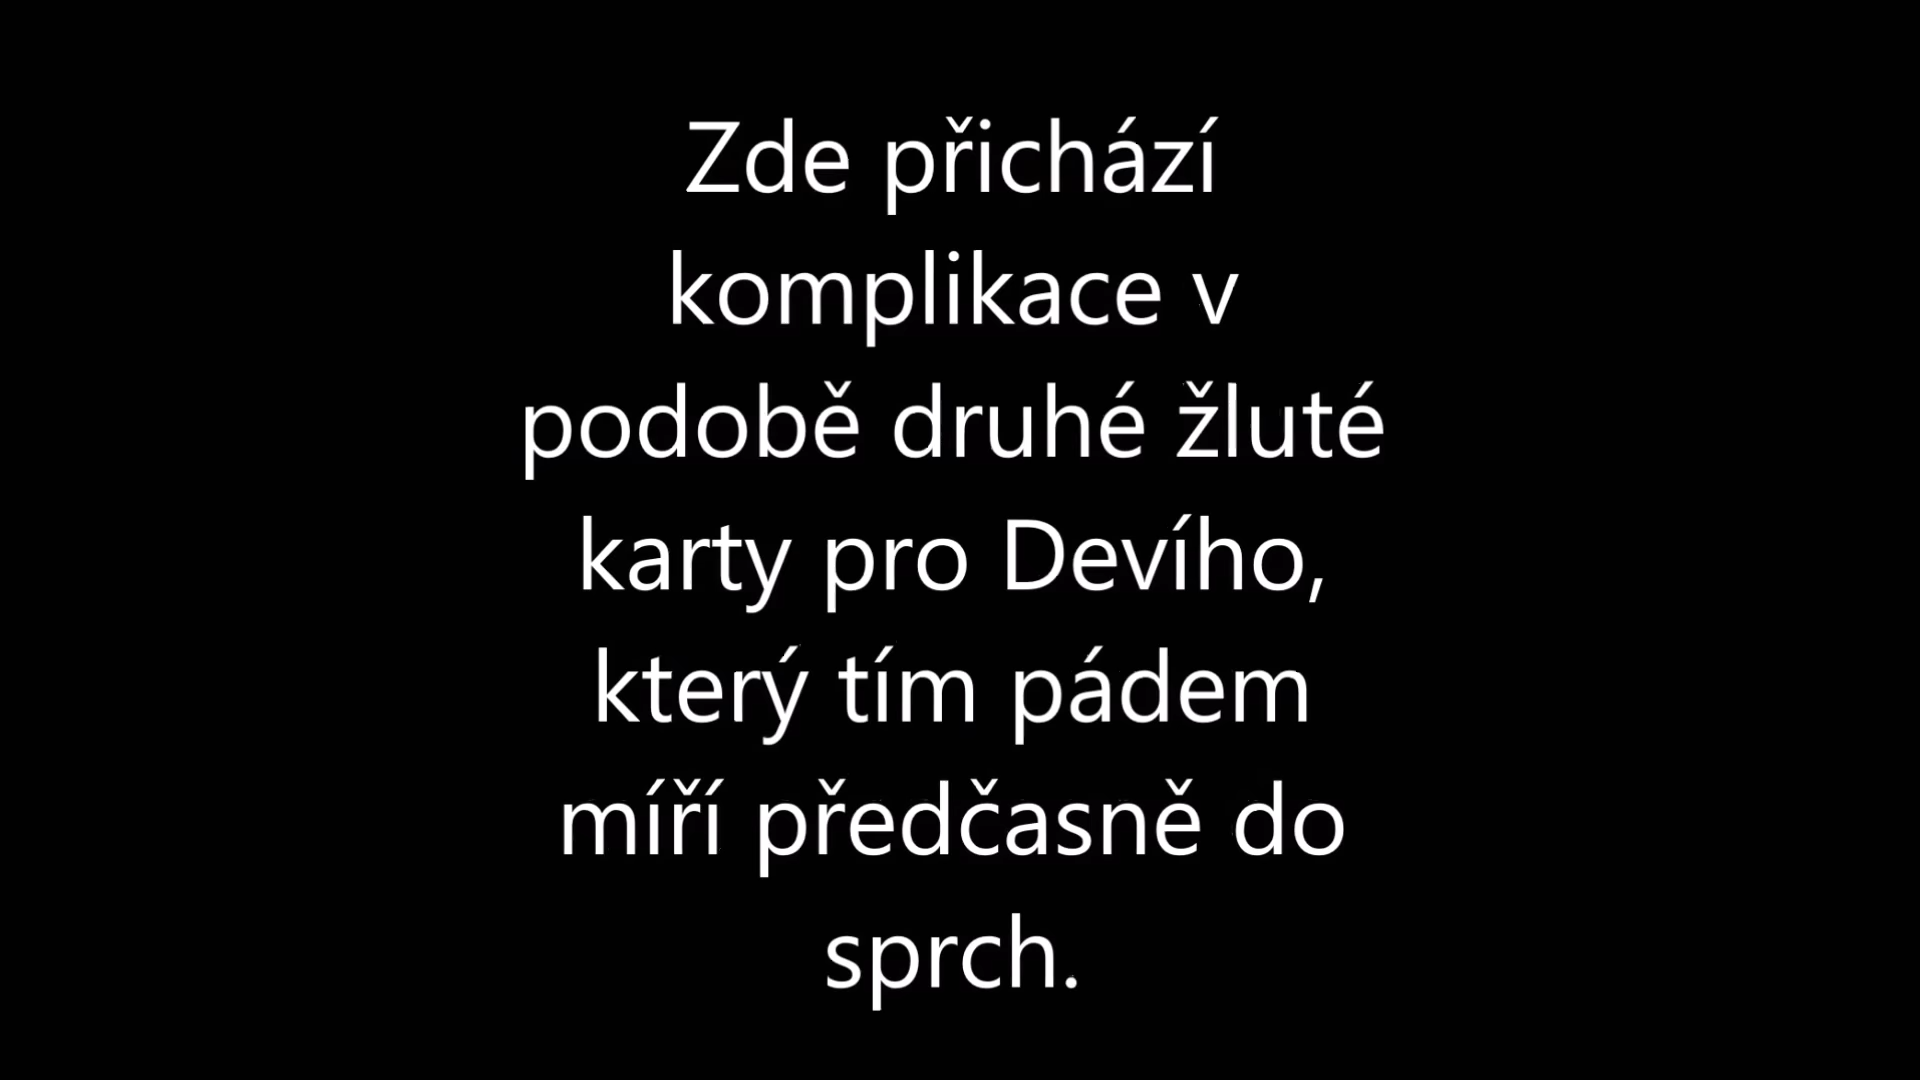 Zde přichází
komplikace v
podobě druhé žluté
karty pro Devího,
který tím pádem
míří předčasně do
sprch.